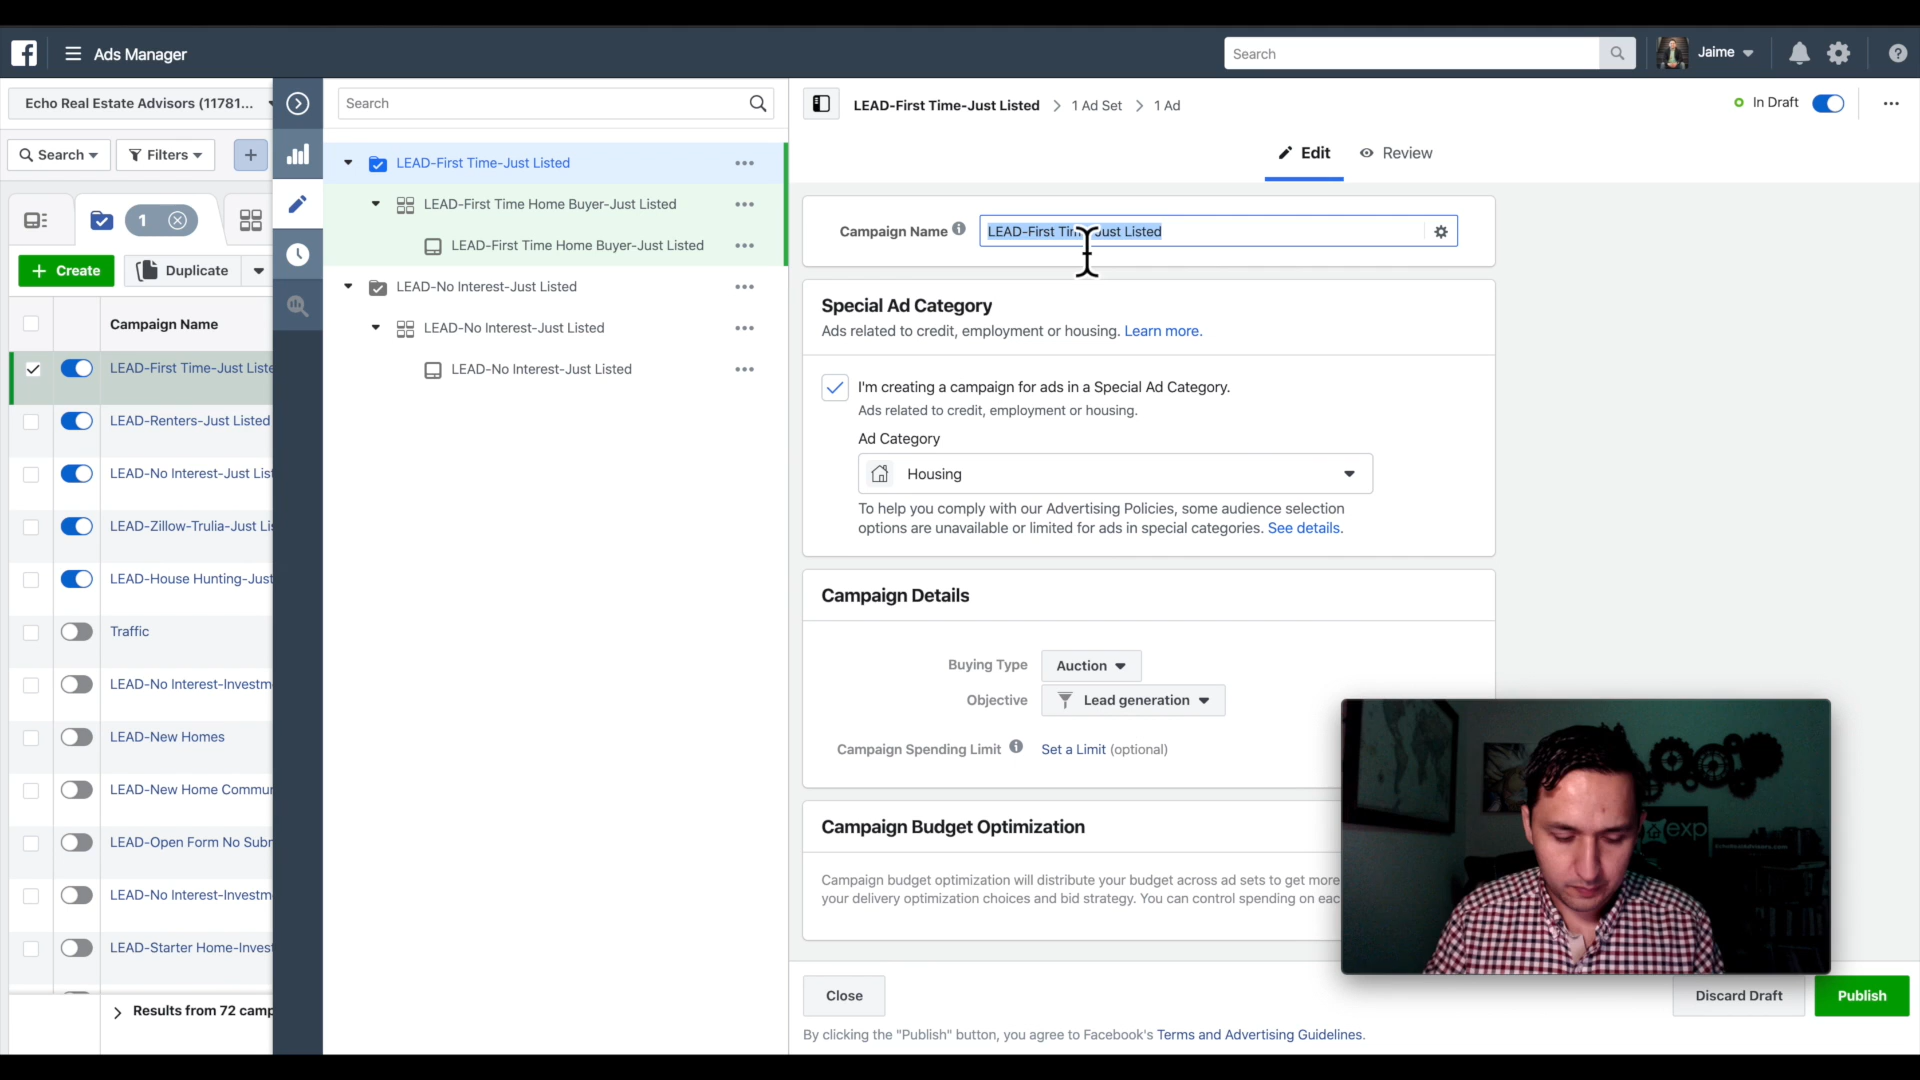 Ads Manager
Search
Jaime
Echo Real Estate Advisors (11781...
Search
Filters
1
Create
Duplicate
Campaign Name
LEAD-First Time-Just Liste
LEAD-Renters-Just Listed
LEAD-No Interest-Just List
LEAD-Zillow-Trulia-Just Lis
LEAD-House Hunting-Just
Traffic
LEAD-No Interest-Investm
LEAD-New Homes
LEAD-New Home Commun
LEAD-Open Form No Subm
LEAD-No Interest-Investm
LEAD-Starter Home-Invest
Results from 72 camp
Search
LEAD-First Time-Just Listed
LEAD-First Time Home Buyer-Just Listed
LEAD-First Time Home Buyer-Just Listed
LEAD-No Interest-Just Listed
LEAD-No Interest-Just Listed
LEAD-No Interest-Just Listed
LEAD-First Time-Just Listed > 1 Ad Set > 1 Ad
In Draft
Edit
Review
Campaign Name
LEAD-First Time-Just Listed
Special Ad Category
Ads related to credit, employment or housing. Learn more.
I'm creating a campaign for ads in a Special Ad Category.
Ads related to credit, employment or housing.
Ad Category
Housing
To help you comply with our Advertising Policies, some audience selection
options are unavailable or limited for ads in special categories. See details.
Campaign Details
Buying Type
Auction
Objective
Lead generation
Campaign Spending Limit
Set a Limit (optional)
Campaign Budget Optimization
Campaign budget optimization will distribute your budget across ad sets to get more
your delivery optimization choices and bid strategy. You can control spending on eac
exp
Close
Discard Draft
Publish
By clicking the "Publish" button, you agree to Facebook's Terms and Advertising Guidelines.